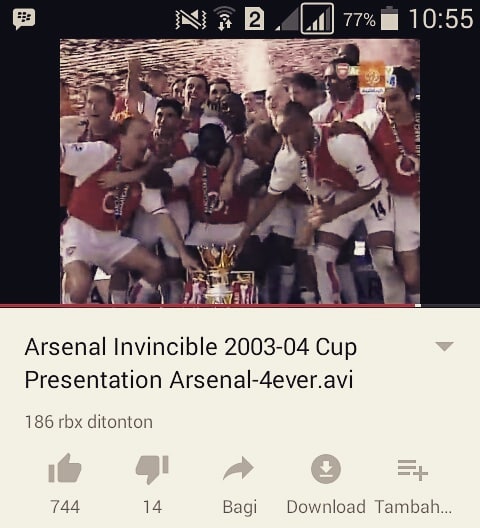 2
77%
10:55
14
Arsenal Invincible 2003-04 Cup
Presentation Arsenal-4ever.avi
186 rbx ditonton
744
14
Bagi
Download
Tambah...